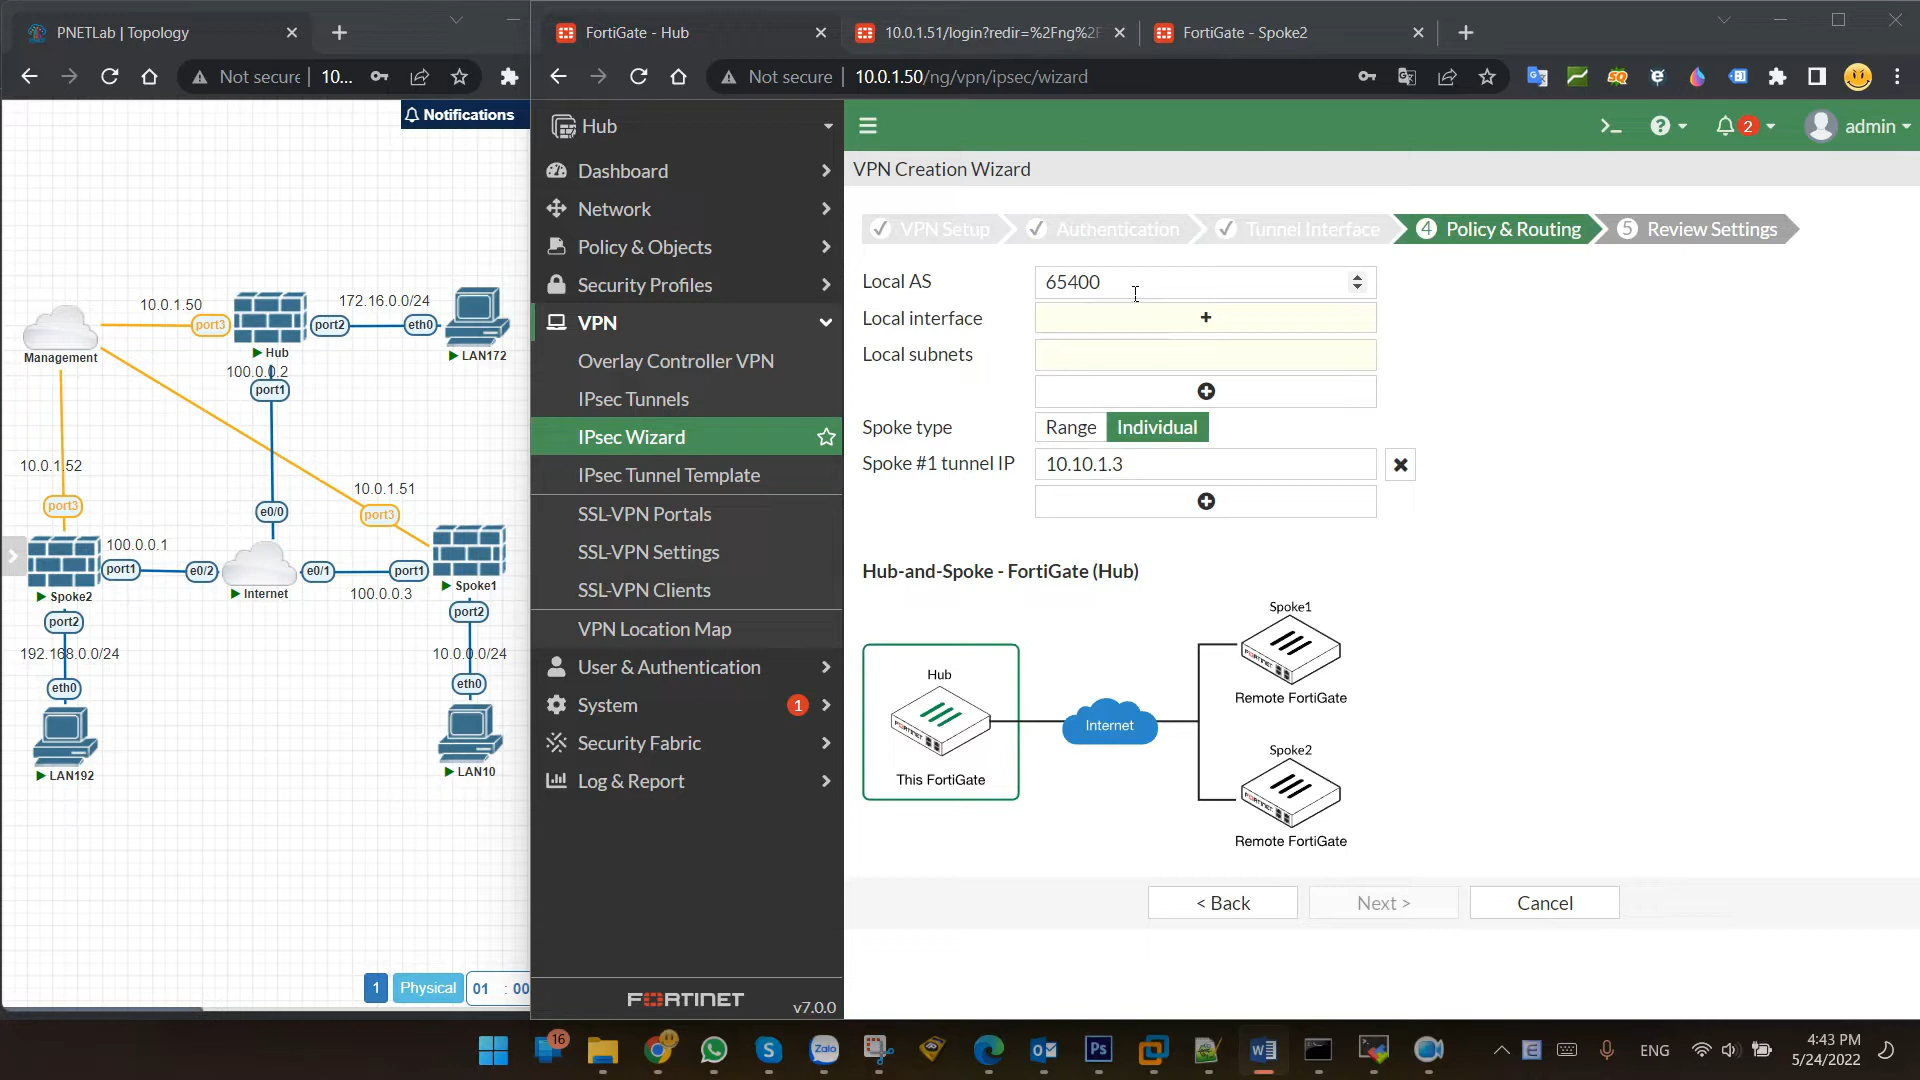 PNETLab | Topology
FortiGate - Hub
10.0.1.51/login?redir=%2Fng%2F
FortiGate - Spoke2
Not secure
10...
Not secure
10.0.1.50/ng/vpn/ipsec/wizard
Notifications
Hub
2
admin
Dashboard
Network
Policy & Objects
Security Profiles
VPN
Overlay Controller VPN
IPsec Tunnels
IPsec Wizard
IPsec Tunnel Template
SSL-VPN Portals
SSL-VPN Settings
SSL-VPN Clients
VPN Location Map
User & Authentication
System
1
Security Fabric
Log & Report
FORTINET
v7.0.0
VPN Creation Wizard
VPN Setup
Authentication
Tunnel Interface
4 Policy & Routing
5 Review Settings
Local AS
65400
Local interface
+
Local subnets
Spoke type
Range
Individual
Spoke #1 tunnel IP
10.10.1.3
Hub-and-Spoke - FortiGate (Hub)
Hub
This FortiGate
Internet
Spoke1
Remote FortiGate
Spoke2
Remote FortiGate
< Back
Next >
Cancel
10.0.1.50
172.16.0.0/24
port3
port2
eth0
Management
Hub
LAN172
100.0.0.2
port1
10.0.1.52
10.0.1.51
port3
e0/0
port3
100.0.0.1
port1
e0/2
e0/1
port1
Spoke2
Internet
100.0.0.3
Spoke1
port2
port2
192.168.0.0/24
10.0.0.0/24
eth0
eth0
LAN192
LAN10
1
Physical
01 : 00
16
Zalo
Ps
ENG
4:43 PM
5/24/2022